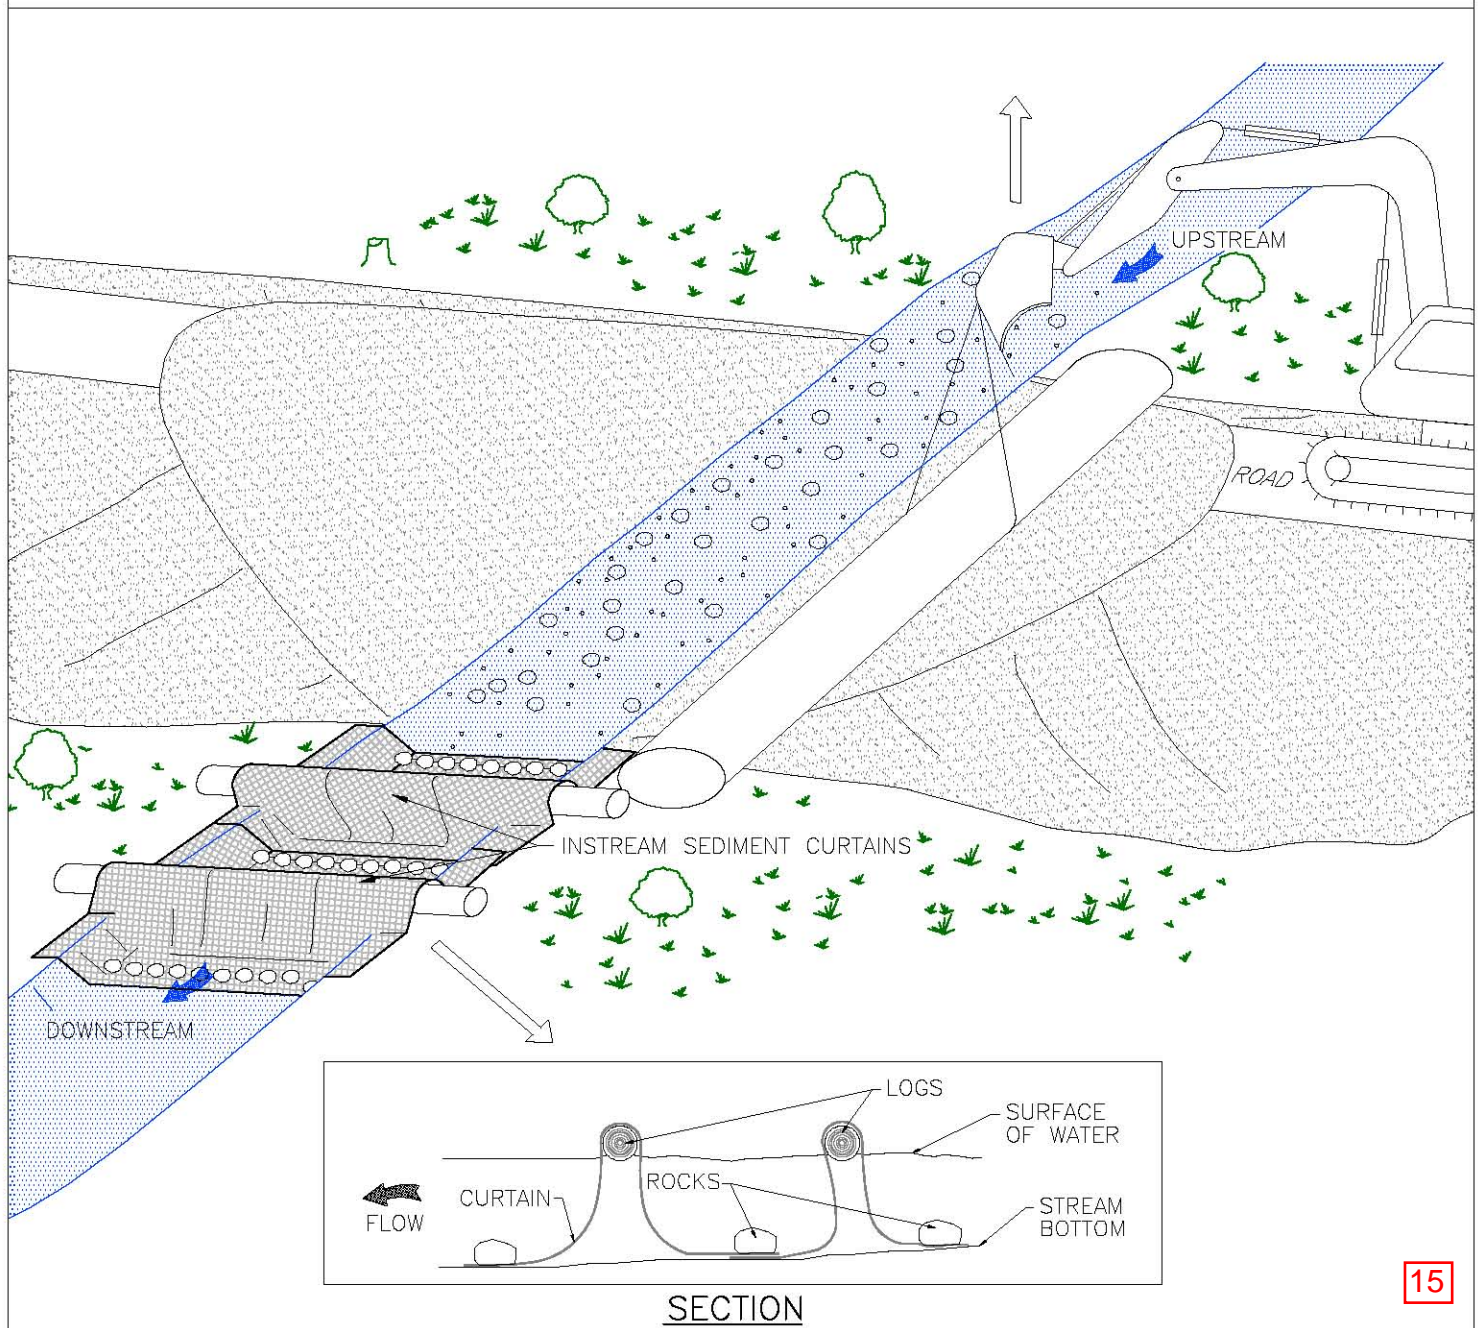 UPSTREAM
ROAD
INSTREAM SEDIMENT CURTAINS
DOWNSTREAM
LOGS
SURFACE
OF WATER
ROCKS
CURTAIN
FLOW
STREAM
BOTTOM
15
SECTION